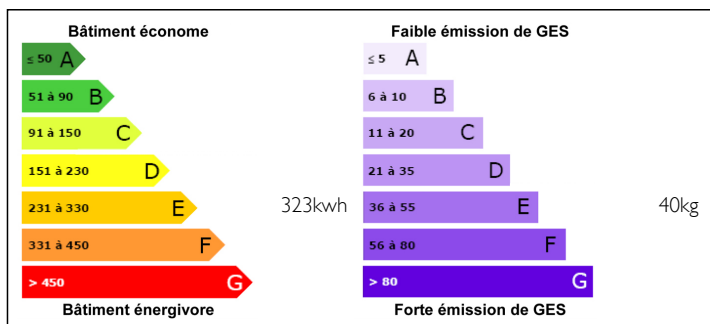 Bâtiment économe
≤ 50 A
51 à 90 B
91 à 150 C
151 à 230 D
231 à 330 E
323kwh
331 à 450 F
> 450 G
Bâtiment énergivore
Faible émission de GES
≤ 5 A
6 à 10 B
11 à 20 C
21 à 35 D
36 à 55 E
40kg
56 à 80 F
> 80 G
Forte émission de GES